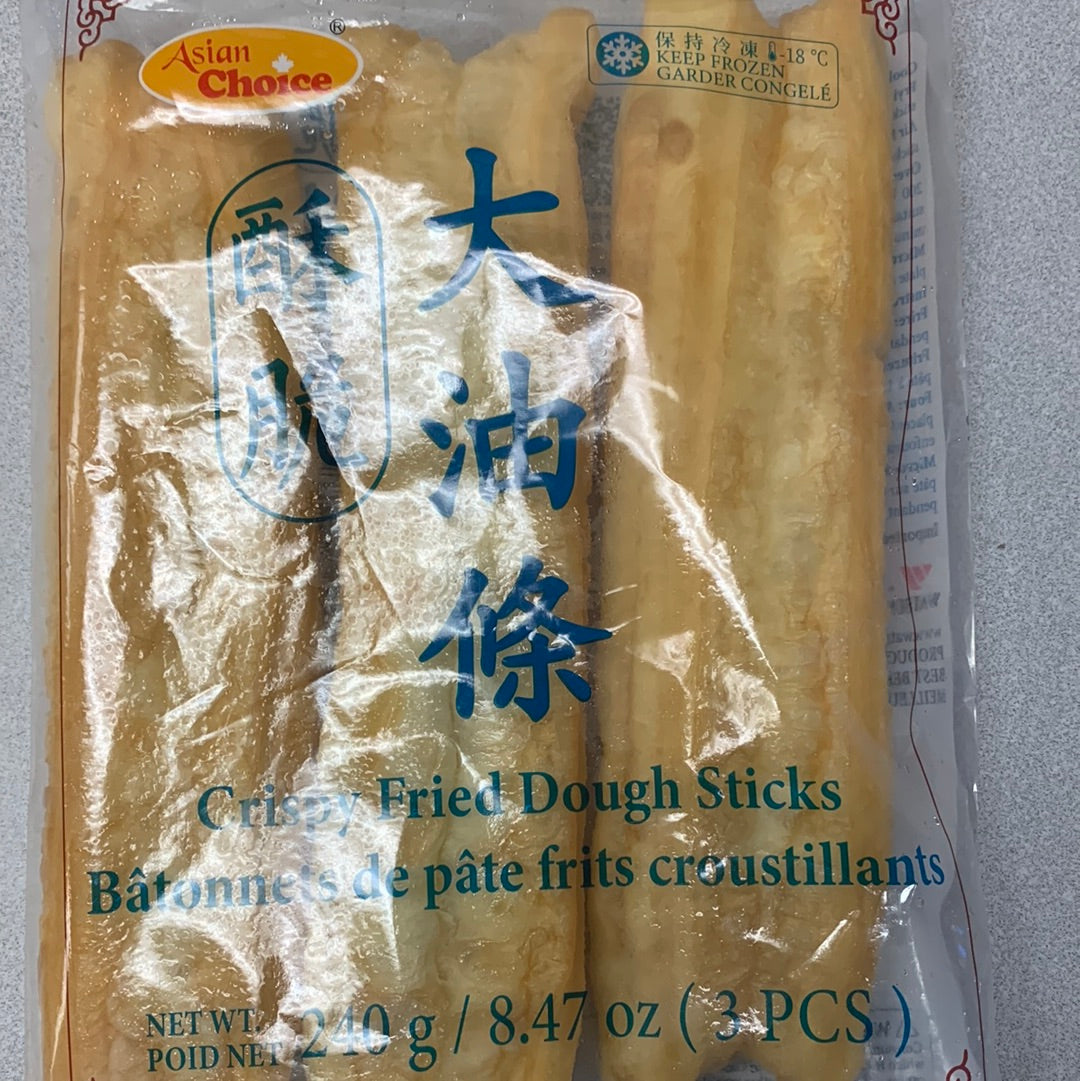 Asian
Choice®
保持冷凍 -18 °C
KEEP FROZEN
GARDER CONGELÉ
大油條
酥脆
Crispy Fried Dough Sticks
Bâtonnets de pâte frits croustillants
NET WT.
POID NET
240 g / 8.47 oz ( 3 PCS )